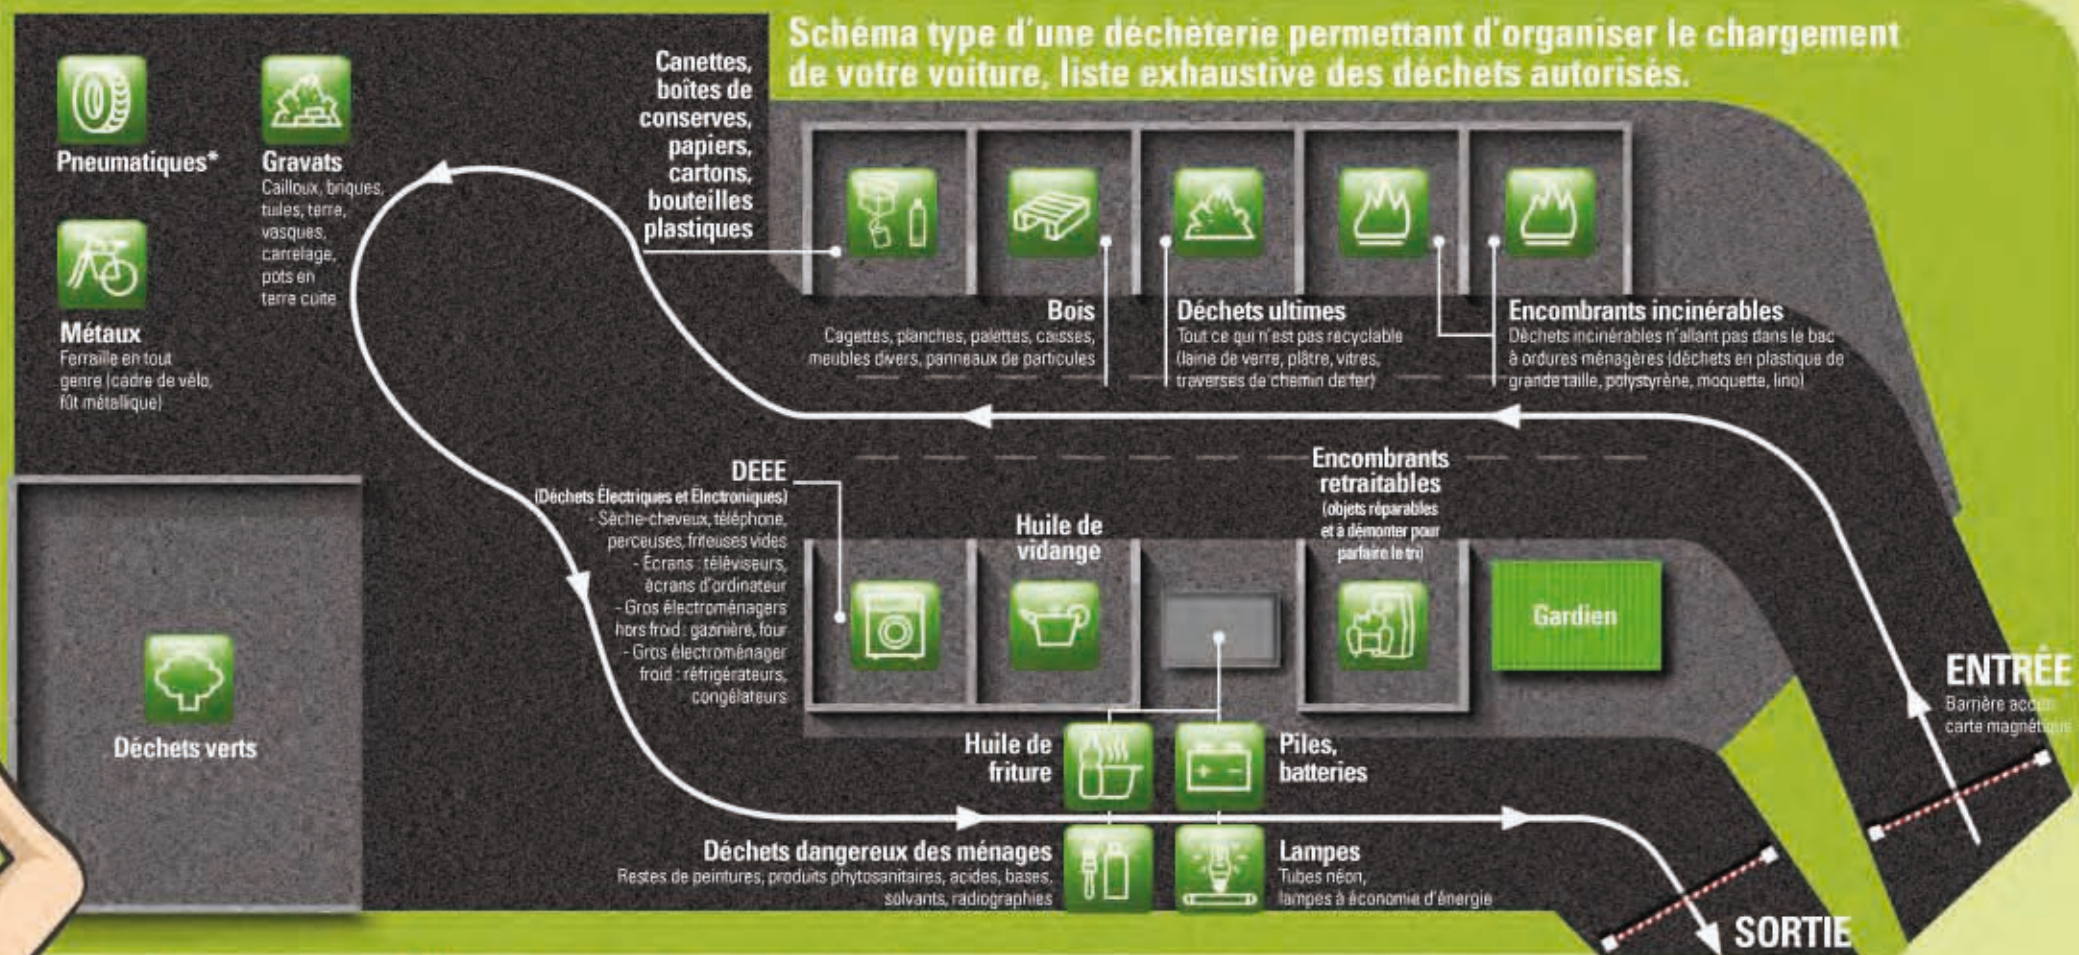 Schéma type d'une déchèterie permettant d'organiser le chargement
de votre voiture, liste exhaustive des déchets autorisés.
Pneumatiques*
Gravats
Cailloux, briques,
tuiles, terre,
vasques,
carrelage,
pots en
terre cuite
Métaux
Ferraille en tout
genre (cadre de vélo,
fût métallique)
Canettes,
boîtes de
conserves,
papiers,
cartons,
bouteilles
plastiques
Bois
Cagettes, planches, palettes, caisses,
meubles divers, panneaux de particules
Déchets ultimes
Tout ce qui n'est pas recyclable
(laine de verre, plâtre, vitres,
traverses de chemin de fer)
Encombrants incinérables
Déchets incinérables n'allant pas dans le bac
à ordures ménagères (déchets en plastique de
grande taille, polystyrène, moquette, lino)
DEEE
(Déchets Électriques et Électroniques)
- Sèche-cheveux, téléphone,
perceuses, friteuses vides
- Écrans : téléviseurs,
écrans d'ordinateur
- Gros électroménagers
hors froid : gazinière, four
- Gros électroménager
froid : réfrigérateurs,
congélateurs
Huile de
vidange
Encombrants
retraitables
(objets réparables
et à démonter pour
parfaire le tri)
Gardien
ENTRÉE
Barrière accès
carte magnétique
Déchets verts
Huile de
friture
Piles,
batteries
Déchets dangereux des ménages
Restes de peintures, produits phytosanitaires, acides, bases,
solvants, radiographies
Lampes
Tubes néon,
lampes à économie d'énergie
SORTIE